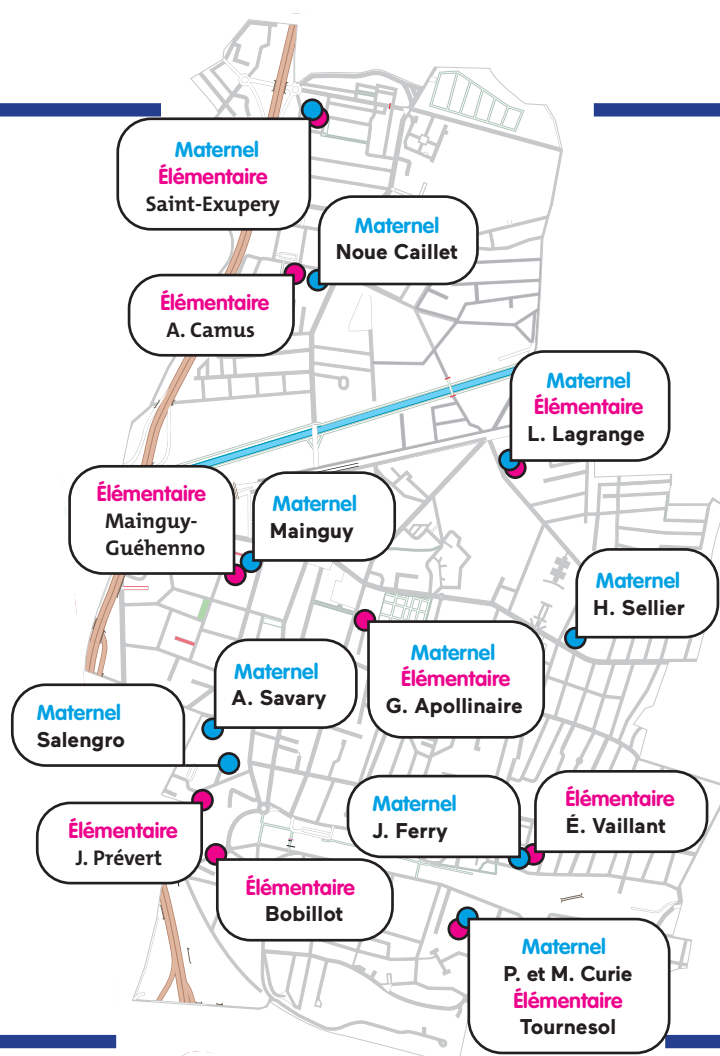 Maternel
Élémentaire
Saint-Exupery
Maternel
Noue Caillet
Élémentaire
A. Camus
Maternel
Élémentaire
L. Lagrange
Élémentaire
Mainguy-
Guéhenno
Maternel
Mainguy
Maternel
H. Sellier
Maternel
Élémentaire
G. Apollinaire
Maternel
A. Savary
Maternel
Salengro
Élémentaire
J. Prévert
Maternel
J. Ferry
Élémentaire
É. Vaillant
Élémentaire
Bobillot
Maternel
P. et M. Curie
Élémentaire
Tournesol